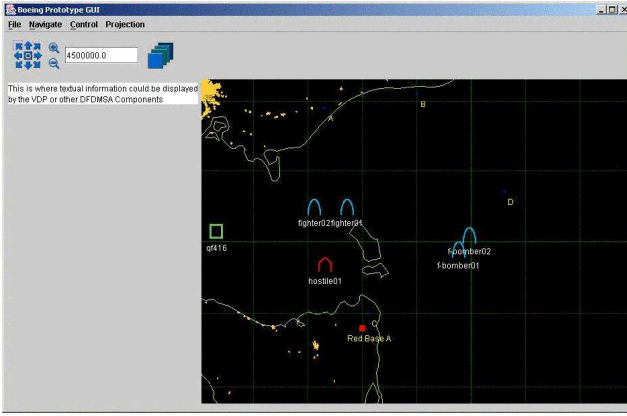 Boeing Prototype GUI
File Navigate Control Projection
4500000.0
This is where textual information could be displayed
by the VDP or other DFDMSA Components
A
B
D
fighter02fighter01
qf416
f-bomber02
f-bomber01
hostile01
C
Red Base A